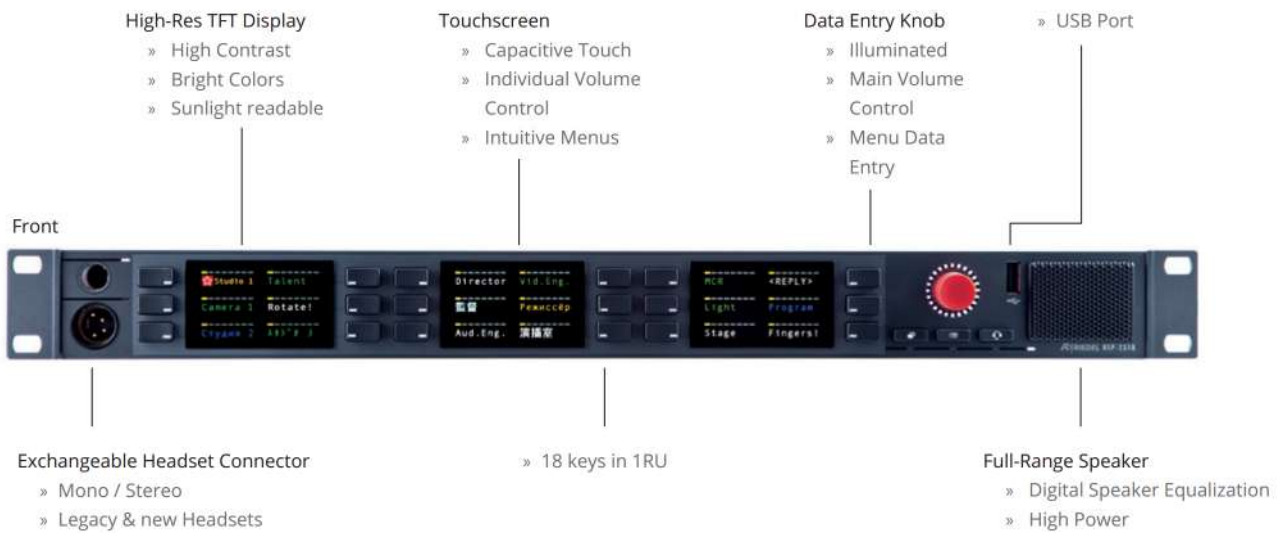 High-Res TFT Display
» High Contrast
» Bright Colors
» Sunlight readable
Touchscreen
» Capacitive Touch
» Individual Volume
Control
» Intuitive Menus
Data Entry Knob
» Illuminated
» Main Volume
Control
» Menu Data
Entry
» USB Port
Front
Studio 1 Talent
Camera 1 Rotate!
Студия 2
Director Vid.Eng.
Режиссёр
Aud.Eng. 演播室
MCR <REPLY>
Light Program
Stage Fingers!
Exchangeable Headset Connector
» Mono / Stereo
» Legacy & new Headsets
» 18 keys in 1RU
Full-Range Speaker
» Digital Speaker Equalization
» High Power